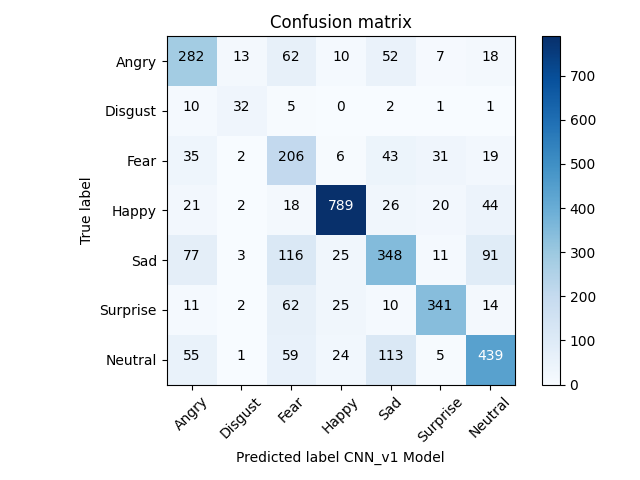 Confusion matrix
Angry 282 13 62 10 52 7 18
Disgust 10 32 5 0 2 1 1
Fear 35 2 206 6 43 31 19
Happy 21 2 18 789 26 20 44
Sad 77 3 116 25 348 11 91
Surprise 11 2 62 25 10 341 14
Neutral 55 1 59 24 113 5 439
True label
Angry Disgust Fear Happy Sad Surprise Neutral
Predicted label CNN_v1 Model
700
600
500
400
300
200
100
0